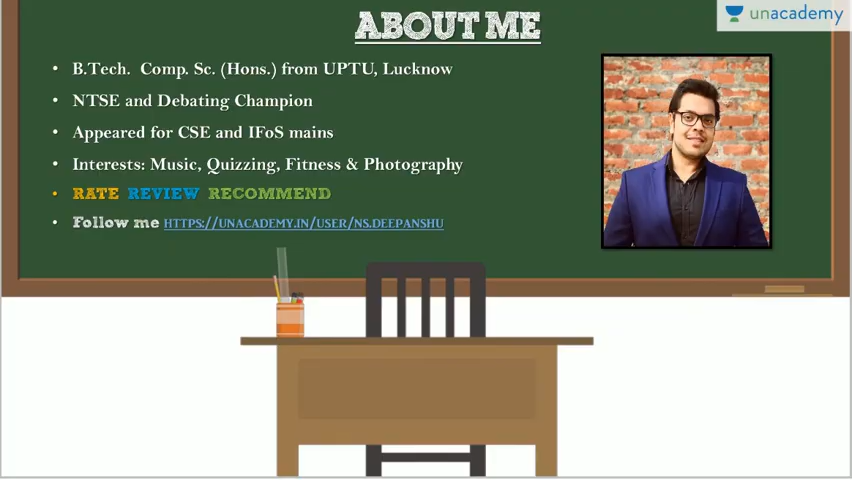 ABOUT ME
unacademy
• B.Tech. Comp. Sc. (Hons.) from UPTU, Lucknow
• NTSE and Debating Champion
• Appeared for CSE and IFoS mains
• Interests: Music, Quizzing, Fitness & Photography
• RATE REVIEW RECOMMEND
• Follow me HTTPS://UNACADEMY.IN/USER/NS.DEEPANSHU